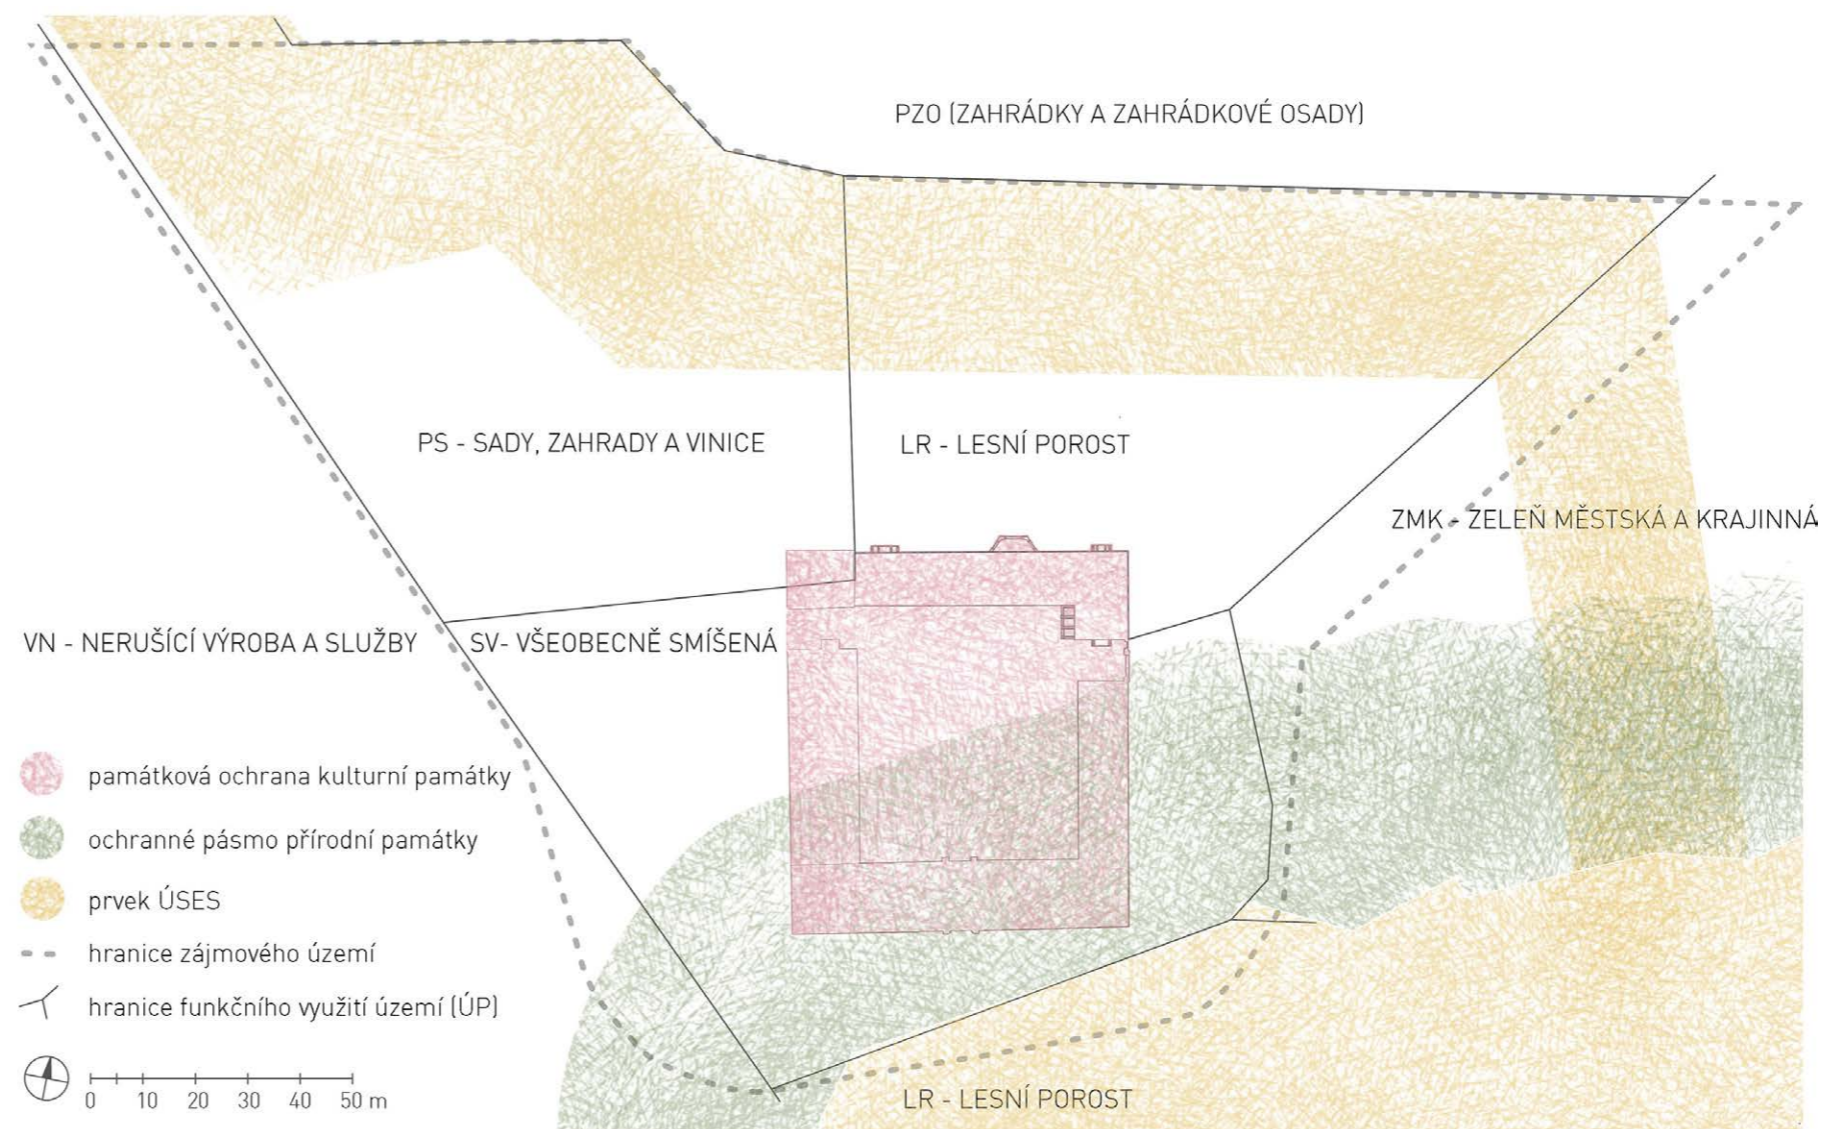 PZO (ZAHRÁDKY A ZAHRÁDKOVÉ OSADY)
PS - SADY, ZAHRADY A VINICE
LR - LESNÍ POROST
ZMK - ZELEŇ MĚSTSKÁ A KRAJINNÁ
VN - NERUŠÍCÍ VÝROBA A SLUŽBY
SV- VŠEOBECNĚ SMÍŠENÁ
památková ochrana kulturní památky
ochranné pásmo přírodní památky
prvek ÚSES
hranice zájmového území
hranice funkčního využití území (ÚP)
0 10 20 30 40 50 m
LR - LESNÍ POROST